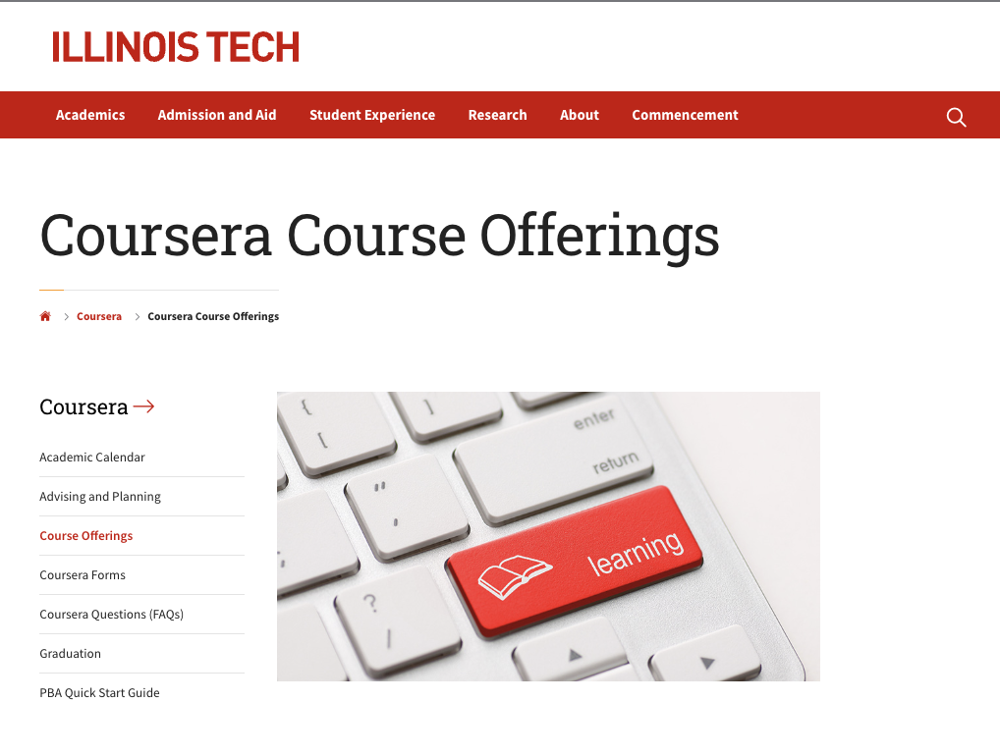 ILLINOIS TECH
Academics Admission and Aid Student Experience Research About Commencement
Coursera Course Offerings
Coursera Coursera Course Offerings
Coursera
Academic Calendar
Advising and Planning
Course Offerings
Coursera Forms
Coursera Questions (FAQs)
Graduation
PBA Quick Start Guide
{
[
}
]
enter
return
"
'
;
learning
?
/